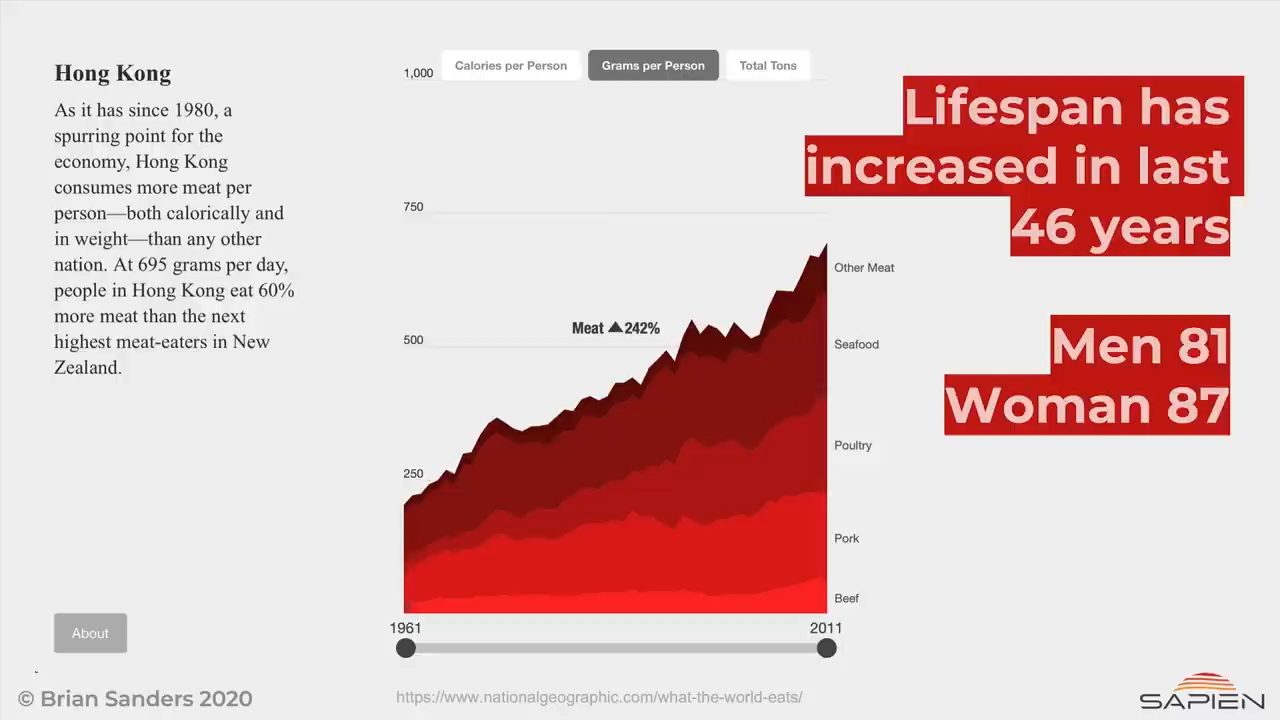 Hong Kong
As it has since 1980, a
spurring point for the
economy, Hong Kong
consumes more meat per
person—both calorically and
in weight—than any other
nation. At 695 grams per day,
people in Hong Kong eat 60%
more meat than the next
highest meat-eaters in New
Zealand.
About
Calories per Person
Grams per Person
Total Tons
1,000
750
500
250
Meat ▲242%
Other Meat
Seafood
Poultry
Pork
Beef
1961
2011
Lifespan has
increased in last
46 years
Men 81
Woman 87
© Brian Sanders 2020
https://www.nationalgeographic.com/what-the-world-eats/
SAPIEN